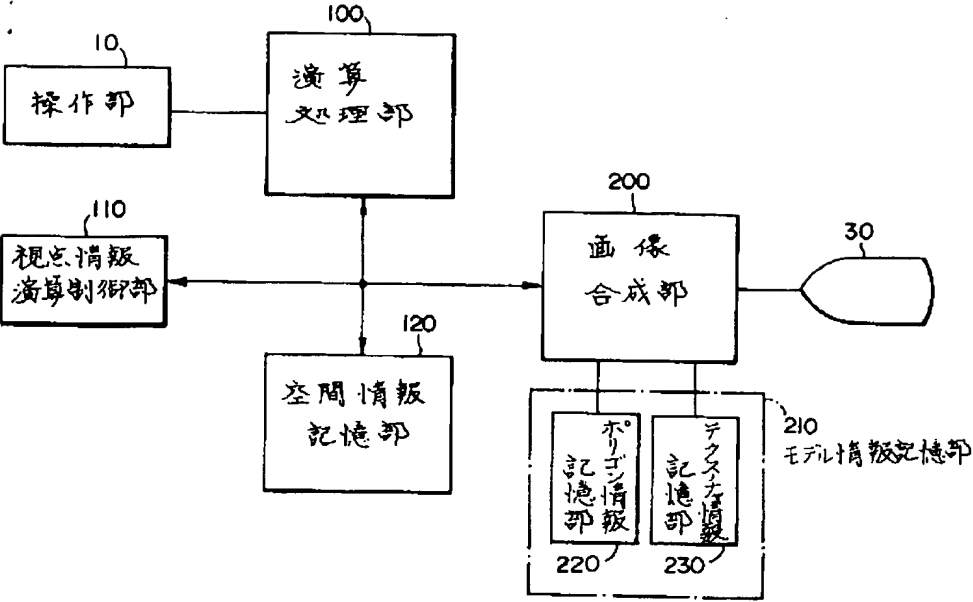 100
演算
処理部
10
操作部
110
視点情報
演算制御部
120
空間情報
記憶部
200
画像
合成部
30
210
モデル情報記憶部
ポリゴン情報
記憶部
220
テクスチャ情報
記憶部
230